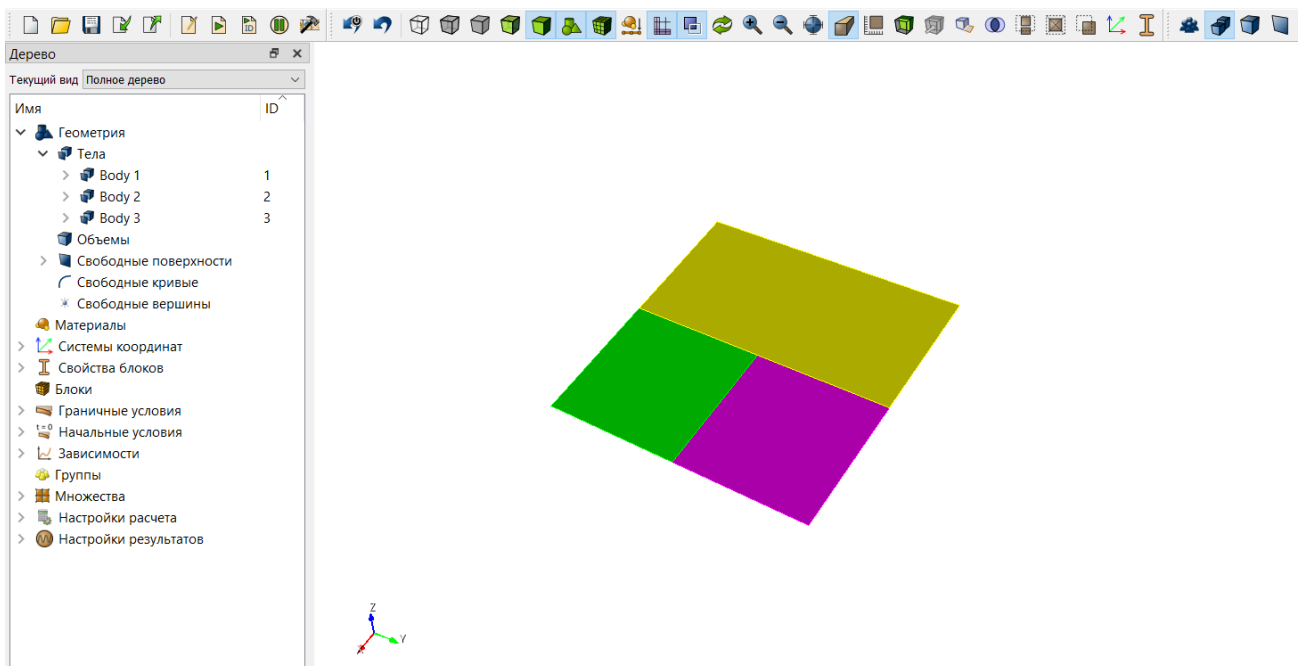 Дерево
Текущий вид Полное дерево
Имя ID
Геометрия
Тела
Body 1 1
Body 2 2
Body 3 3
Объемы
Свободные поверхности
Свободные кривые
Свободные вершины
Материалы
Системы координат
Свойства блоков
Блоки
Граничные условия
t=0 Начальные условия
Зависимости
Группы
Множества
Настройки расчета
Настройки результатов
Z
Y